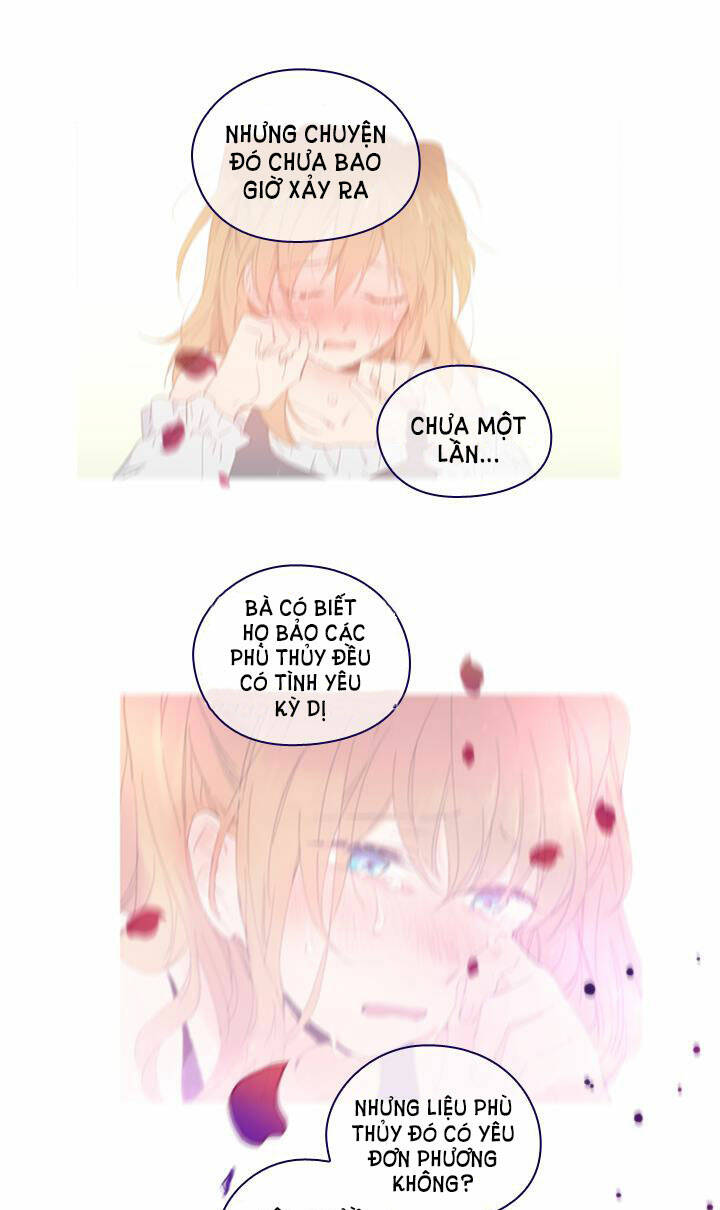 NHƯNG CHUYỆN
ĐÓ CHƯA BAO
GIỜ XẢY RA
CHƯA MỘT
LẦN...
BÀ CÓ BIẾT
HỌ BẢO CÁC
PHÙ THỦY ĐỀU
CÓ TÌNH YÊU
KỲ DỊ
NHƯNG LIỆU PHÙ
THỦY ĐÓ CÓ YÊU
ĐƠN PHƯƠNG
KHÔNG?